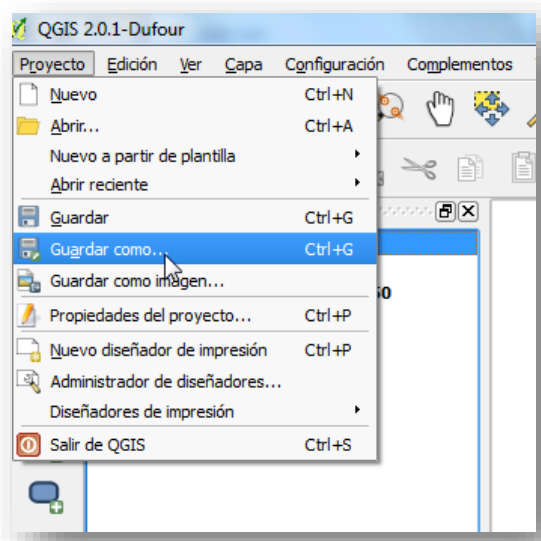 QGIS 2.0.1-Dufour
Proyecto Edición Ver Capa Configuración Complementos
Nuevo Ctrl+N
Abrir... Ctrl+A
Nuevo a partir de plantilla
Abrir reciente
Guardar Ctrl+G
Guardar como... Ctrl+G
Guardar como imagen...
50
Propiedades del proyecto... Ctrl+P
Nuevo diseñador de impresión Ctrl+P
Administrador de diseñadores...
Diseñadores de impresión
Salir de QGIS Ctrl+S